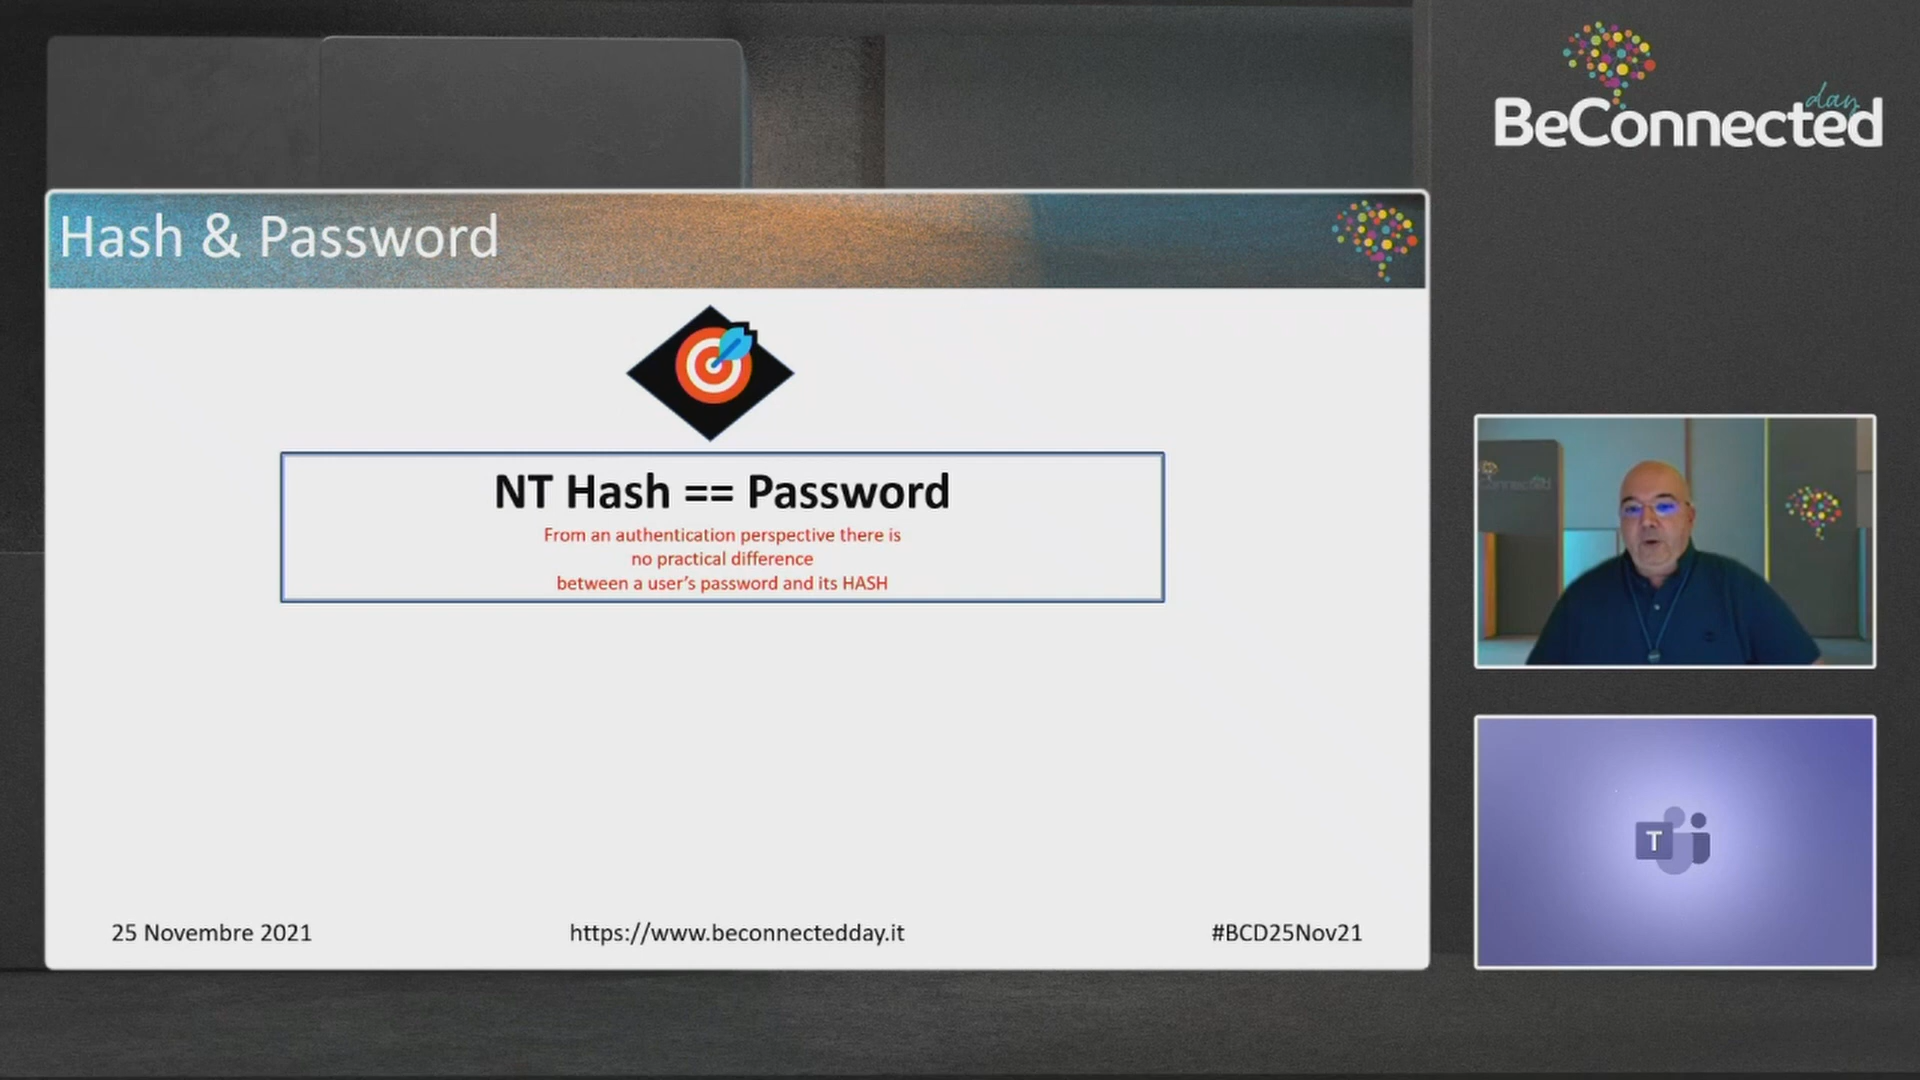 day
BeConnected
Hash & Password
NT Hash == Password
From an authentication perspective there is
no practical difference
between a user's password and its HASH
25 Novembre 2021
https://www.beconnectedday.it
#BCD25Nov21
T